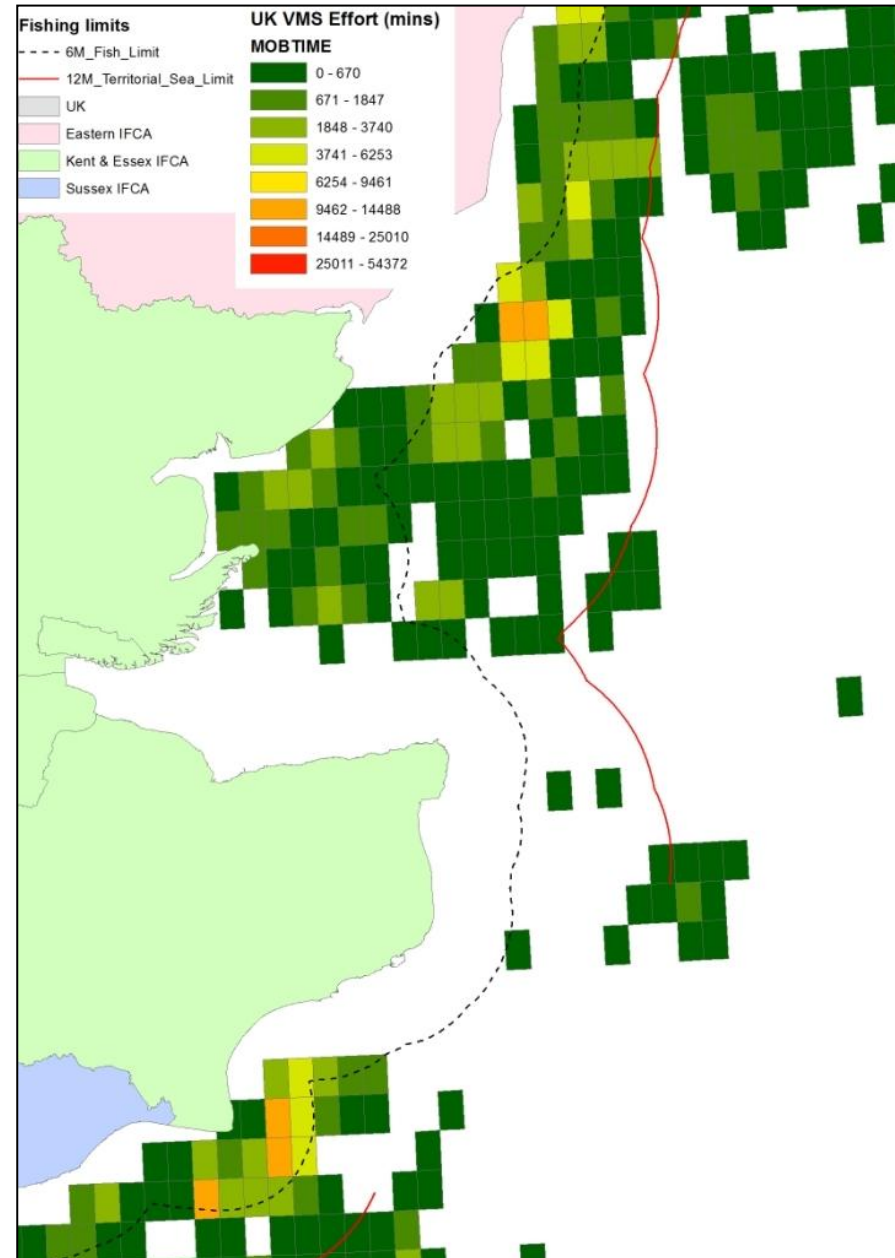 Fishing limits
6M_Fish_Limit
12M_Territorial_Sea_Limit
UK
Eastern IFCA
Kent & Essex IFCA
Sussex IFCA
UK VMS Effort (mins)
MOBTIME
0 - 670
671 - 1847
1848 - 3740
3741 - 6253
6254 - 9461
9462 - 14488
14489 - 25010
25011 - 54372